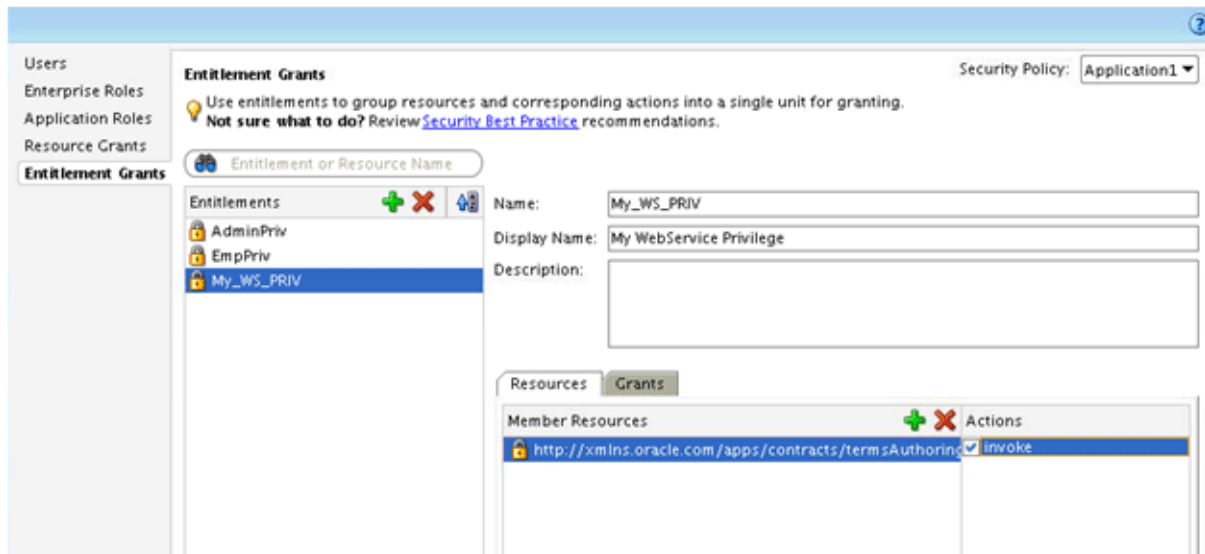 Users
Enterprise Roles
Application Roles
Resource Grants
Entitlement Grants
Entitlement Grants
Security Policy: Application1
Use entitlements to group resources and corresponding actions into a single unit for granting.
Not sure what to do? Review Security Best Practice recommendations.
Entitlement or Resource Name
Entitlements
AdminPriv
EmpPriv
My_WS_PRIV
Name: My_WS_PRIV
Display Name: My WebService Privilege
Description:
Resources Grants
Member Resources Actions
http://xmlns.oracle.com/apps/contracts/termsAuthoring invoke